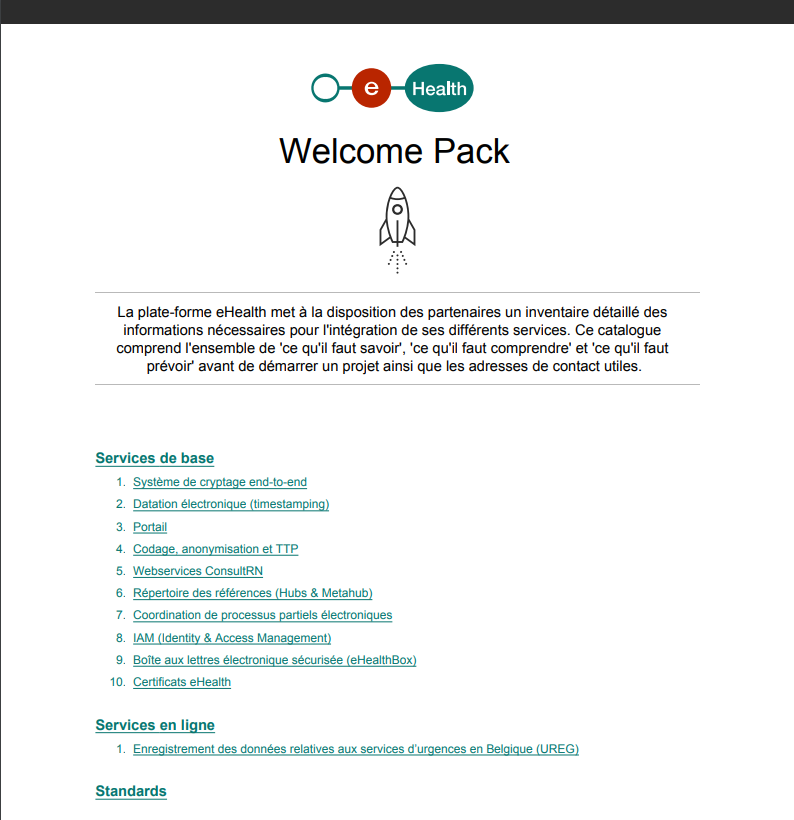 e Health
Welcome Pack
La plate-forme eHealth met à la disposition des partenaires un inventaire détaillé des
informations nécessaires pour l'intégration de ses différents services. Ce catalogue
comprend l'ensemble de 'ce qu'il faut savoir', 'ce qu'il faut comprendre' et 'ce qu'il faut
prévoir' avant de démarrer un projet ainsi que les adresses de contact utiles.
Services de base
1. Système de cryptage end-to-end
2. Datation électronique (timestamping)
3. Portail
4. Codage, anonymisation et TTP
5. Webservices ConsultRN
6. Répertoire des références (Hubs & Metahub)
7. Coordination de processus partiels électroniques
8. IAM (Identity & Access Management)
9. Boîte aux lettres électronique sécurisée (eHealthBox)
10. Certificats eHealth
Services en ligne
1. Enregistrement des données relatives aux services d’urgences en Belgique (UREG)
Standards